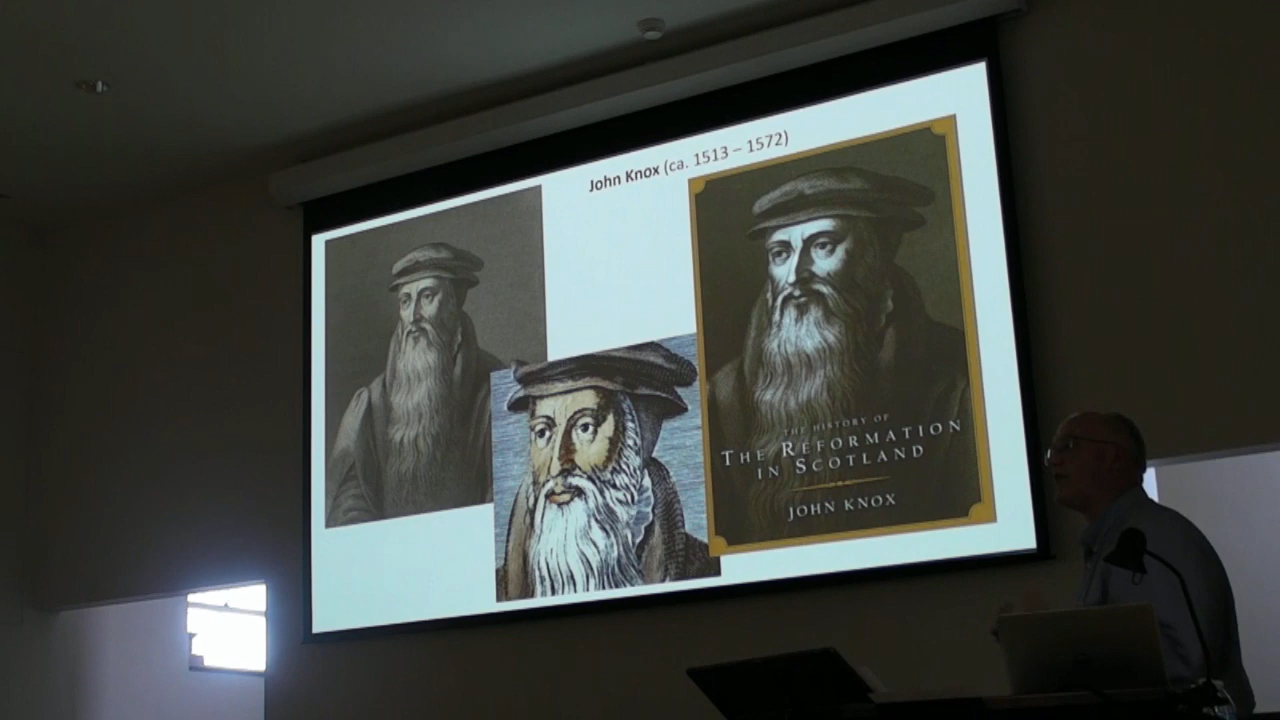 John Knox (ca. 1513 – 1572)
THE HISTORY OF
THE REFORMATION
IN SCOTLAND
JOHN KNOX